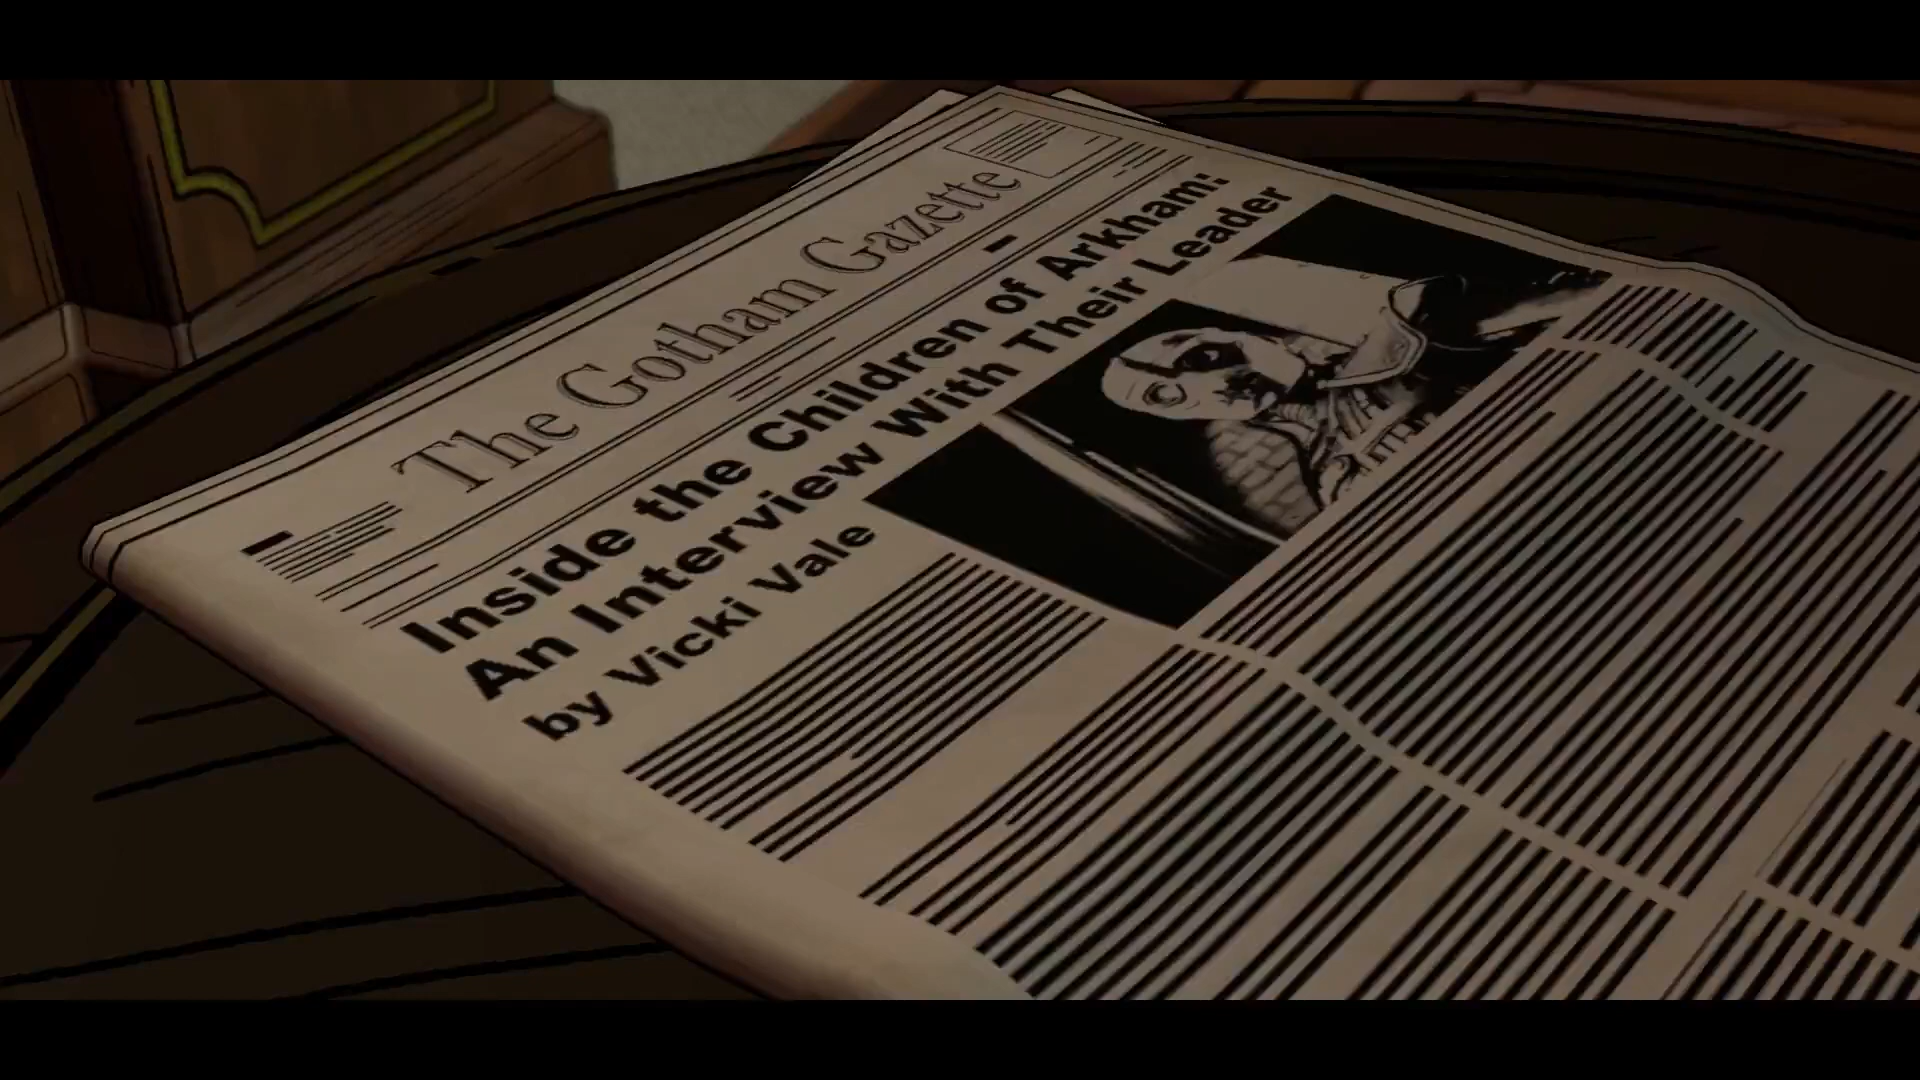 The Gotham Gazette
Inside the Children of Arkham:
An Interview With Their Leader
by Vicki Vale